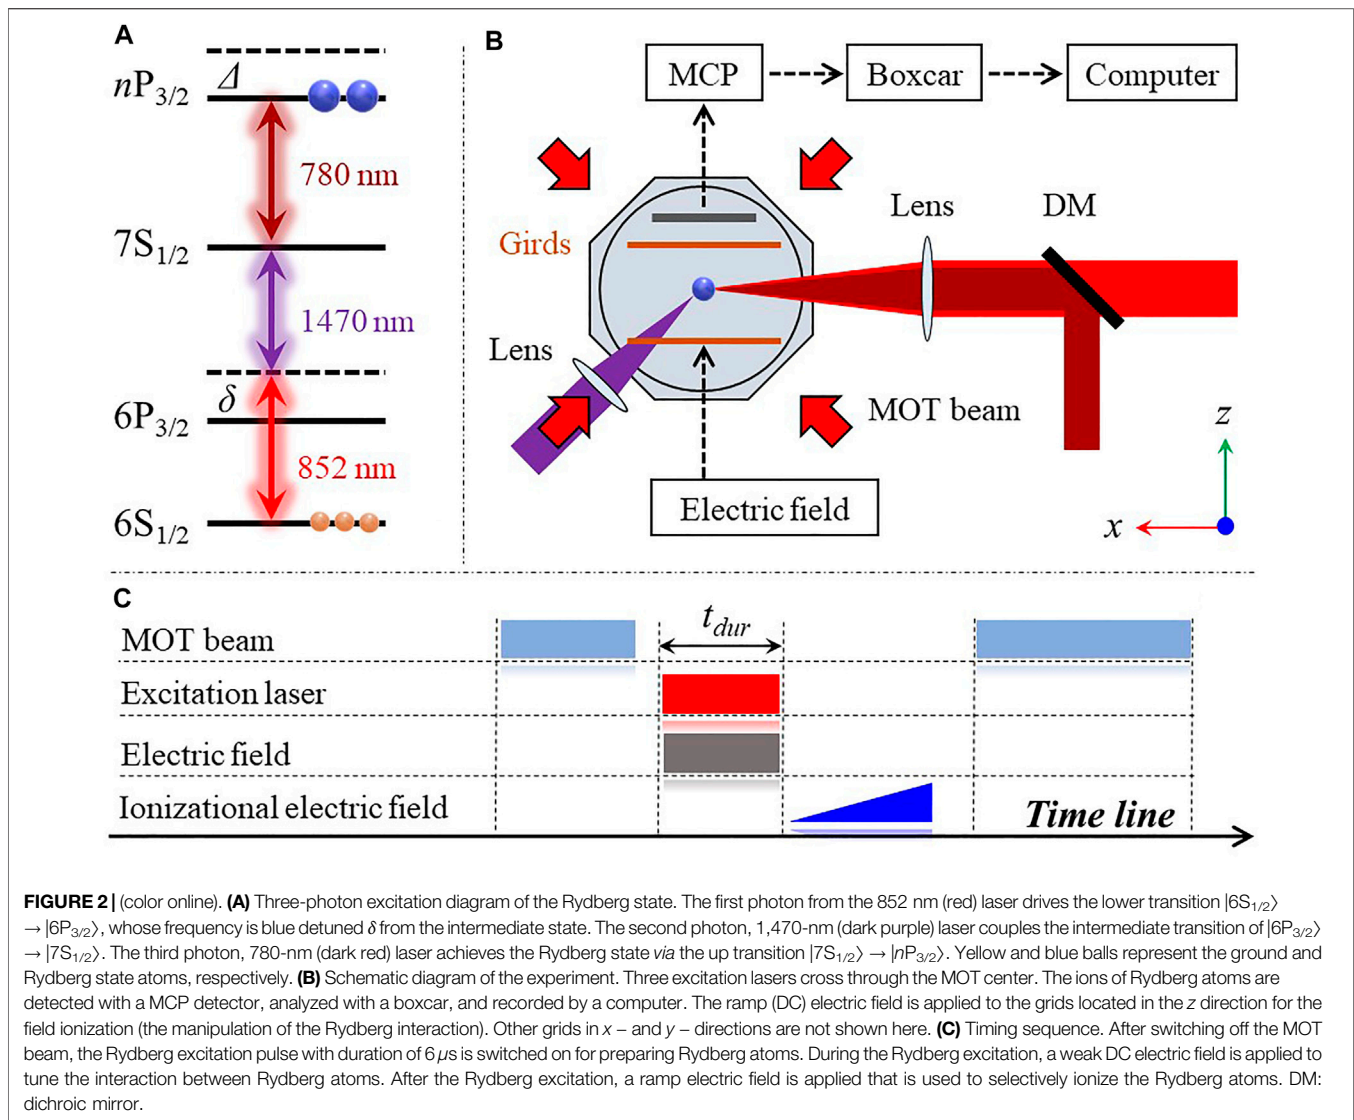 A
nP3/2
Δ
780 nm
7S1/2
1470 nm
δ
6P3/2
852 nm
6S1/2
B
MCP
Boxcar
Computer
Girds
Lens
DM
Lens
MOT beam
Electric field
z
x
C
MOT beam
tdur
Excitation laser
Electric field
Ionizational electric field
Time line
FIGURE 2 | (color online). (A) Three-photon excitation diagram of the Rydberg state. The first photon from the 852 nm (red) laser drives the lower transition |6S1/2⟩
→ |6P3/2⟩, whose frequency is blue detuned δ from the intermediate state. The second photon, 1,470-nm (dark purple) laser couples the intermediate transition of |6P3/2⟩
→ |7S1/2⟩. The third photon, 780-nm (dark red) laser achieves the Rydberg state via the up transition |7S1/2⟩ → |nP3/2⟩. Yellow and blue balls represent the ground and
Rydberg state atoms, respectively. (B) Schematic diagram of the experiment. Three excitation lasers cross through the MOT center. The ions of Rydberg atoms are
detected with a MCP detector, analyzed with a boxcar, and recorded by a computer. The ramp (DC) electric field is applied to the grids located in the z direction for the
field ionization (the manipulation of the Rydberg interaction). Other grids in x – and y – directions are not shown here. (C) Timing sequence. After switching off the MOT
beam, the Rydberg excitation pulse with duration of 6 μs is switched on for preparing Rydberg atoms. During the Rydberg excitation, a weak DC electric field is applied to
tune the interaction between Rydberg atoms. After the Rydberg excitation, a ramp electric field is applied that is used to selectively ionize the Rydberg atoms. DM:
dichroic mirror.